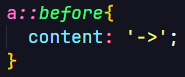 a::before{
  content: '->';
}